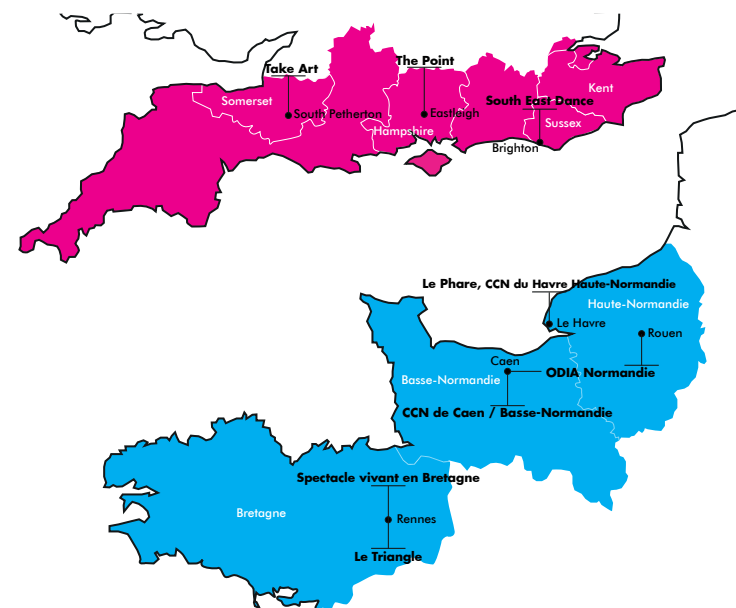 The Point
Take Art
Kent
Somerset
South East Dance
South Petherton
Eastleigh
Sussex
Hampshire
Brighton
Le Phare, CCN du Havre Haute-Normandie
Haute-Normandie
Le Havre
Rouen
Caen
ODIA Normandie
Basse-Normandie
CCN de Caen / Basse-Normandie
Spectacle vivant en Bretagne
Bretagne
Rennes
Le Triangle